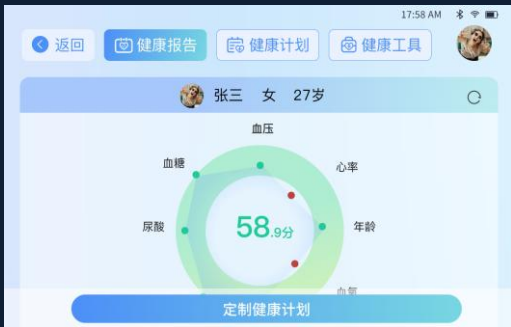 17:58 AM
返回
健康报告
健康计划
健康工具
张三 女 27岁
血压
血糖
心率
尿酸
58.9分
年龄
血氧
定制健康计划